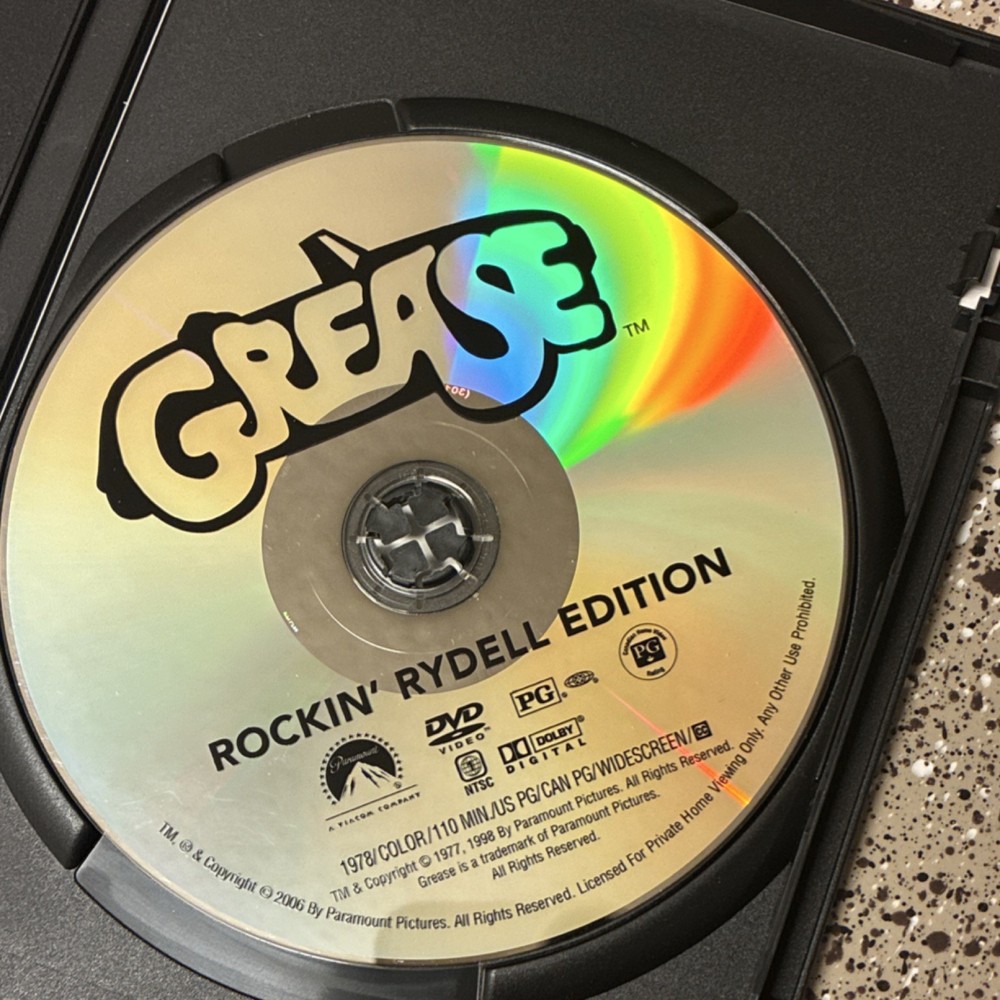 GREASE
TM
ROCKIN' RYDELL EDITION
DVD
VIDEO
PG
PG
Paramount
A VIACOM COMPANY
NTSC
DOLBY
DIGITAL
1978/COLOR/110 MIN./US PG/CAN PG/WIDESCREEN/CC
TM & Copyright © 1977, 1998 By Paramount Pictures. All Rights Reserved.
Grease is a trademark of Paramount Pictures.
All Rights Reserved.
TM, ® & Copyright © 2006 By Paramount Pictures. All Rights Reserved. Licensed For Private Home Viewing Only. Any Other Use Prohibited.